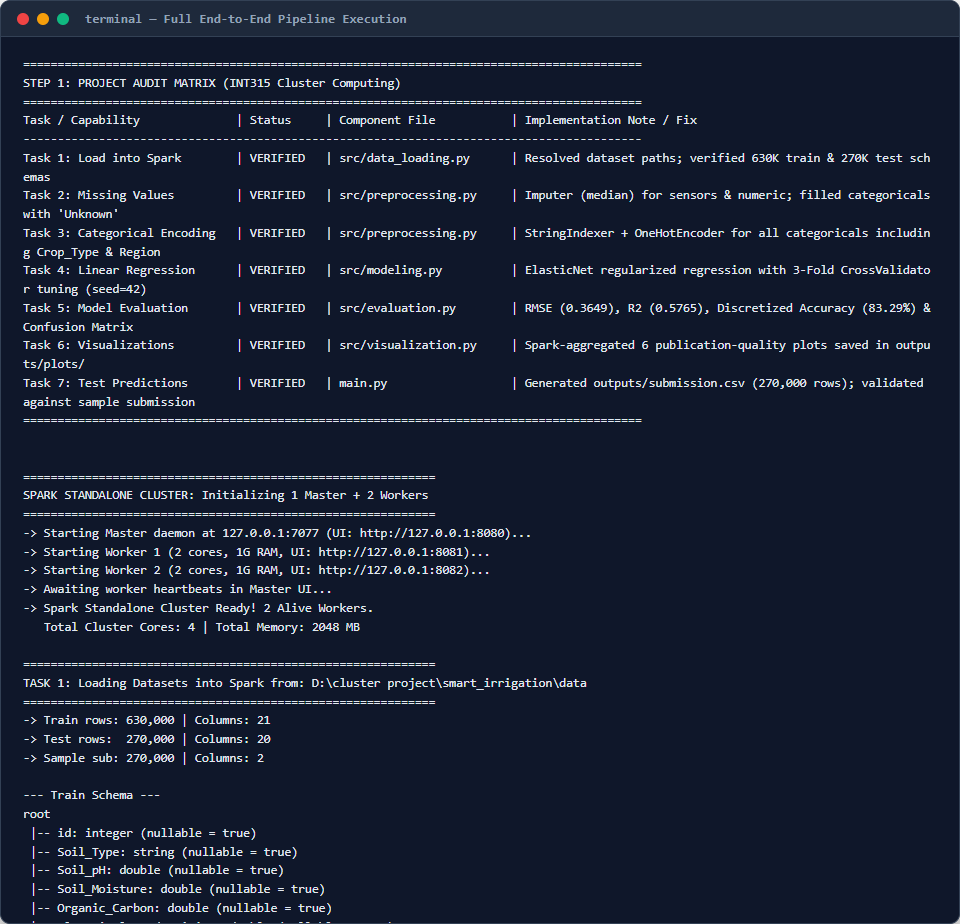 terminal — Full End-to-End Pipeline Execution
==========================================================================================
STEP 1: PROJECT AUDIT MATRIX (INT315 Cluster Computing)
==========================================================================================
Task / Capability              | Status     | Component File           | Implementation Note / Fix
------------------------------------------------------------------------------------------
Task 1: Load into Spark        | VERIFIED   | src/data_loading.py      | Resolved dataset paths; verified 630K train & 270K test sch
emas
Task 2: Missing Values         | VERIFIED   | src/preprocessing.py     | Imputer (median) for sensors & numeric; filled categoricals
with 'Unknown'
Task 3: Categorical Encoding   | VERIFIED   | src/preprocessing.py     | StringIndexer + OneHotEncoder for all categoricals includin
g Crop_Type & Region
Task 4: Linear Regression      | VERIFIED   | src/modeling.py          | ElasticNet regularized regression with 3-Fold CrossValidato
r tuning (seed=42)
Task 5: Model Evaluation       | VERIFIED   | src/evaluation.py        | RMSE (0.3649), R2 (0.5765), Discretized Accuracy (83.29%) &
Confusion Matrix
Task 6: Visualizations         | VERIFIED   | src/visualization.py     | Spark-aggregated 6 publication-quality plots saved in outpu
ts/plots/
Task 7: Test Predictions       | VERIFIED   | main.py                  | Generated outputs/submission.csv (270,000 rows); validated
against sample submission
==========================================================================================
============================================================
SPARK STANDALONE CLUSTER: Initializing 1 Master + 2 Workers
============================================================
-> Starting Master daemon at 127.0.0.1:7077 (UI: http://127.0.0.1:8080)...
-> Starting Worker 1 (2 cores, 1G RAM, UI: http://127.0.0.1:8081)...
-> Starting Worker 2 (2 cores, 1G RAM, UI: http://127.0.0.1:8082)...
-> Awaiting worker heartbeats in Master UI...
-> Spark Standalone Cluster Ready! 2 Alive Workers.
   Total Cluster Cores: 4 | Total Memory: 2048 MB
============================================================
TASK 1: Loading Datasets into Spark from: D:\cluster project\smart_irrigation\data
============================================================
-> Train rows: 630,000 | Columns: 21
-> Test rows:  270,000 | Columns: 20
-> Sample sub: 270,000 | Columns: 2
--- Train Schema ---
root
 |-- id: integer (nullable = true)
 |-- Soil_Type: string (nullable = true)
 |-- Soil_pH: double (nullable = true)
 |-- Soil_Moisture: double (nullable = true)
 |-- Organic_Carbon: double (nullable = true)